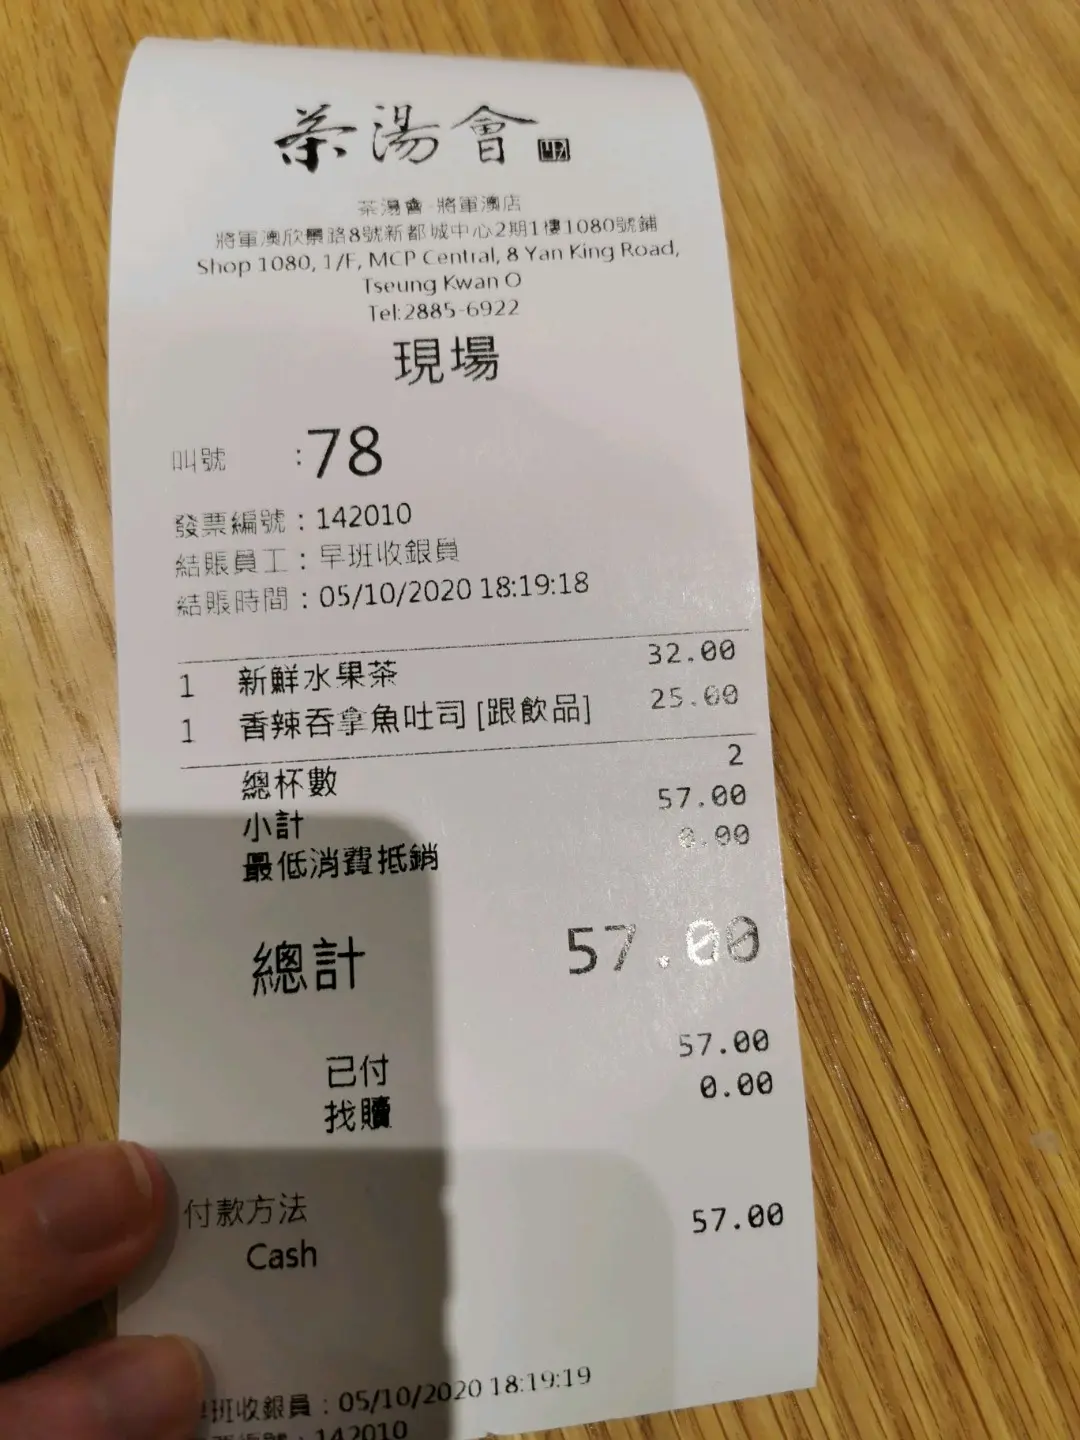 茶湯會
茶湯會-將軍澳店
將軍澳欣景路8號新都城中心2期1樓1080號鋪
Shop 1080, 1/F, MCP Central, 8 Yan King Road,
Tseung Kwan O
Tel:2885-6922
現場
叫號 :78
發票編號:142010
結賬員工:早班收銀員
結賬時間:05/10/2020 18:19:18
1 新鮮水果茶 32.00
1 香辣吞拿魚吐司 [跟飲品] 25.00
總杯數 2
小計 57.00
最低消費抵銷 0.00
總計 57.00
已付 57.00
找贖 0.00
付款方法
Cash 57.00
早班收銀員:05/10/2020 18:19:19
142010